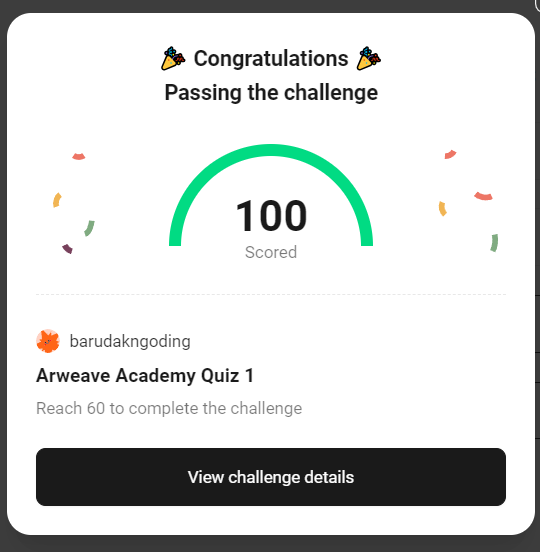 Congratulations
Passing the challenge
100
Scored
barudakngoding
Arweave Academy Quiz 1
Reach 60 to complete the challenge
View challenge details